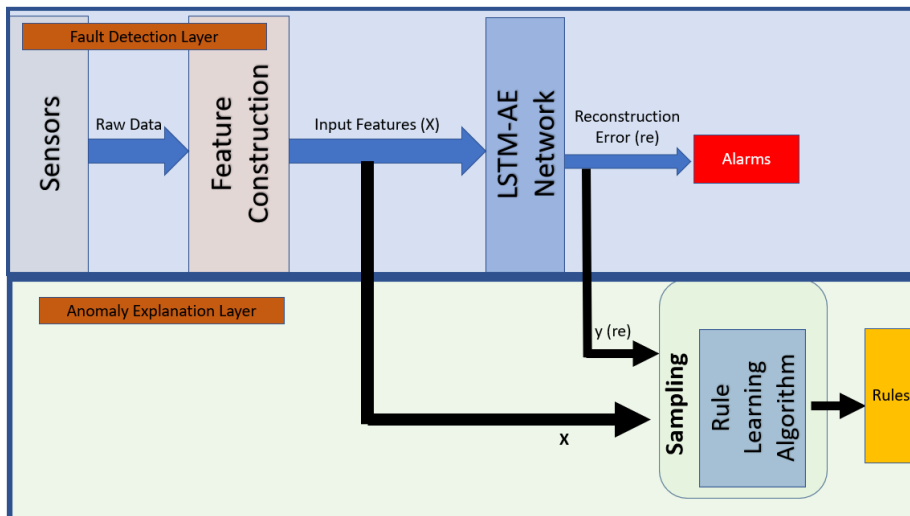 Fault Detection Layer
Sensors
Raw Data
Feature
Construction
Input Features (X)
LSTM-AE
Network
Reconstruction
Error (re)
Alarms
Anomaly Explanation Layer
y (re)
X
Sampling
Rule
Learning
Algorithm
Rules